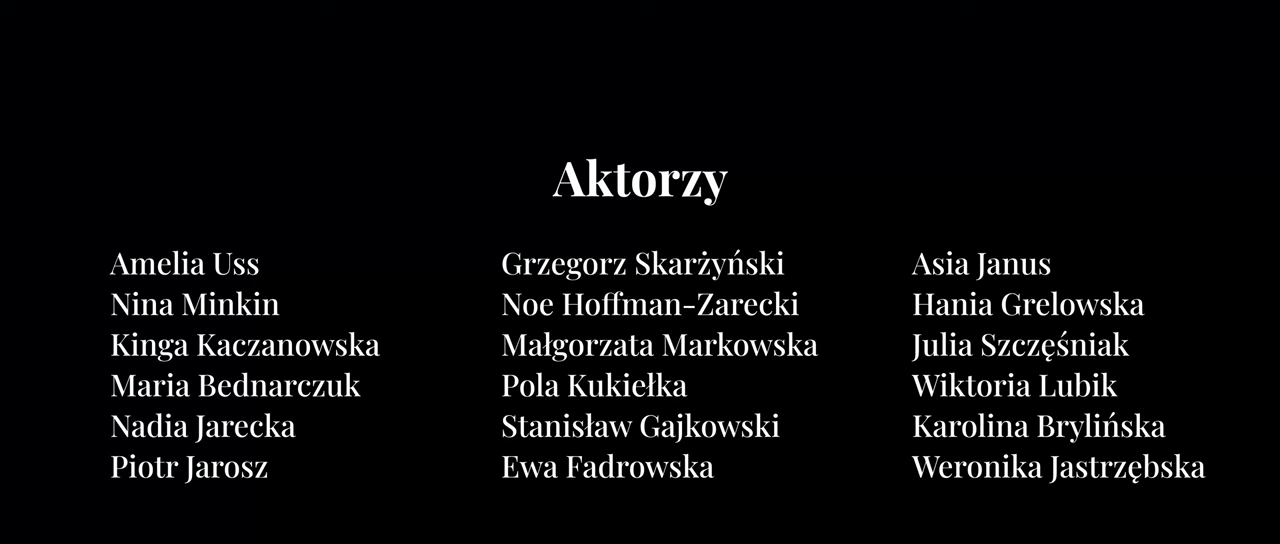 Aktorzy
Amelia Uss
Nina Minkin
Kinga Kaczanowska
Maria Bednarczuk
Nadia Jarecka
Piotr Jarosz
Grzegorz Skarżyński
Noe Hoffman-Zarecki
Małgorzata Markowska
Pola Kukiełka
Stanisław Gajkowski
Ewa Fadrowska
Asia Janus
Hania Grelowska
Julia Szczęśniak
Wiktoria Lubik
Karolina Brylińska
Weronika Jastrzębska